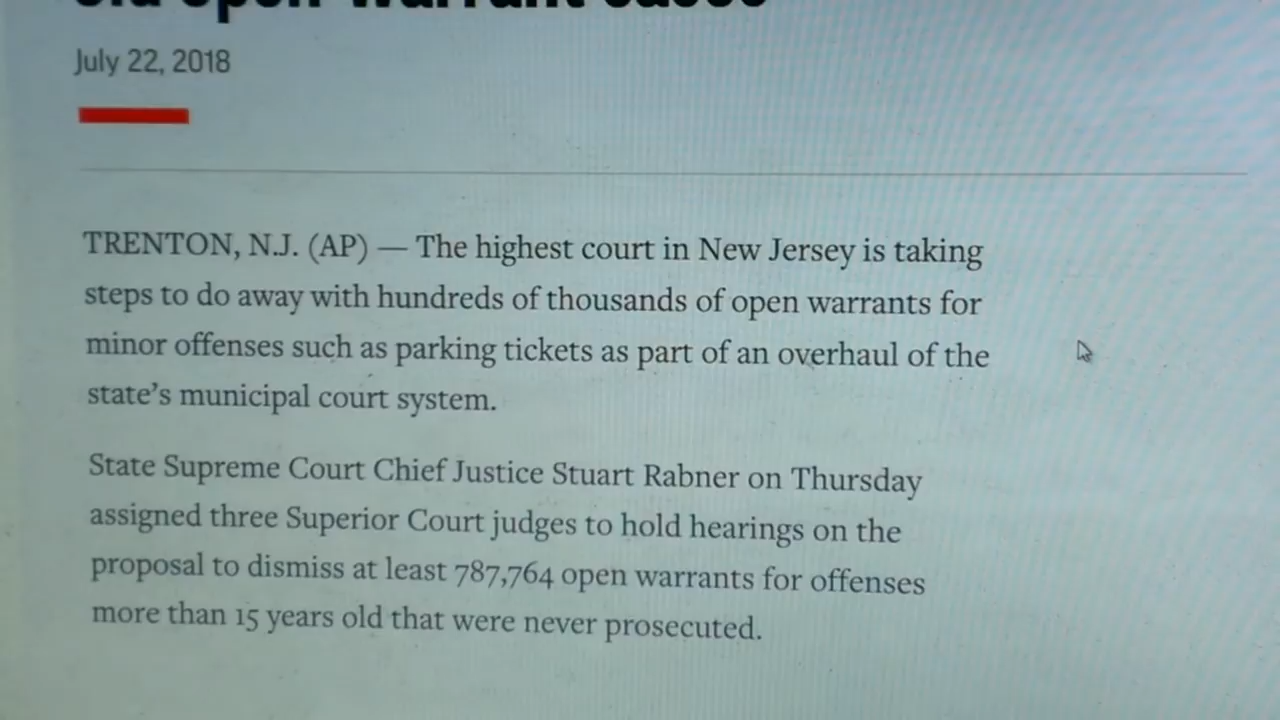 old open warrant cases
July 22, 2018
TRENTON, N.J. (AP) — The highest court in New Jersey is taking
steps to do away with hundreds of thousands of open warrants for
minor offenses such as parking tickets as part of an overhaul of the
state's municipal court system.
State Supreme Court Chief Justice Stuart Rabner on Thursday
assigned three Superior Court judges to hold hearings on the
proposal to dismiss at least 787,764 open warrants for offenses
more than 15 years old that were never prosecuted.